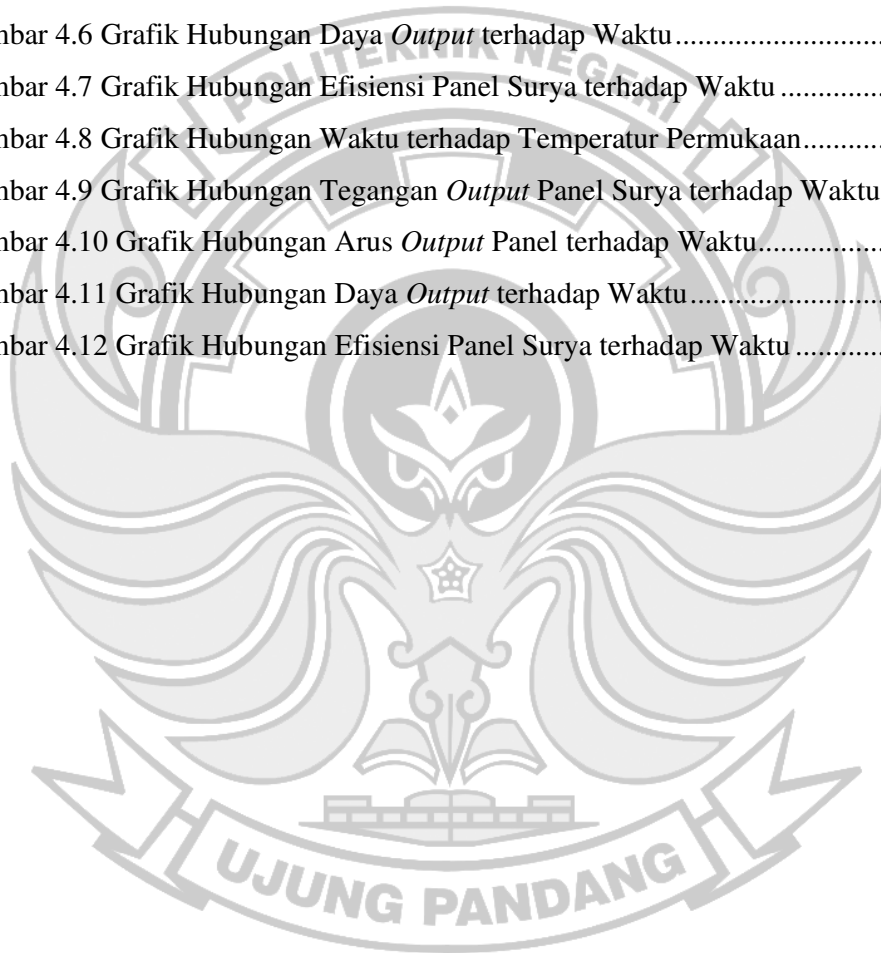 mbar 4.6 Grafik Hubungan Daya Output terhadap Waktu..............................
mbar 4.7 Grafik Hubungan Efisiensi Panel Surya terhadap Waktu ...............
mbar 4.8 Grafik Hubungan Waktu terhadap Temperatur Permukaan............
mbar 4.9 Grafik Hubungan Tegangan Output Panel Surya terhadap Waktu
mbar 4.10 Grafik Hubungan Arus Output Panel terhadap Waktu..................
mbar 4.11 Grafik Hubungan Daya Output terhadap Waktu............................
mbar 4.12 Grafik Hubungan Efisiensi Panel Surya terhadap Waktu .............
POLITEKNIK NEGERI
UJUNG PANDANG